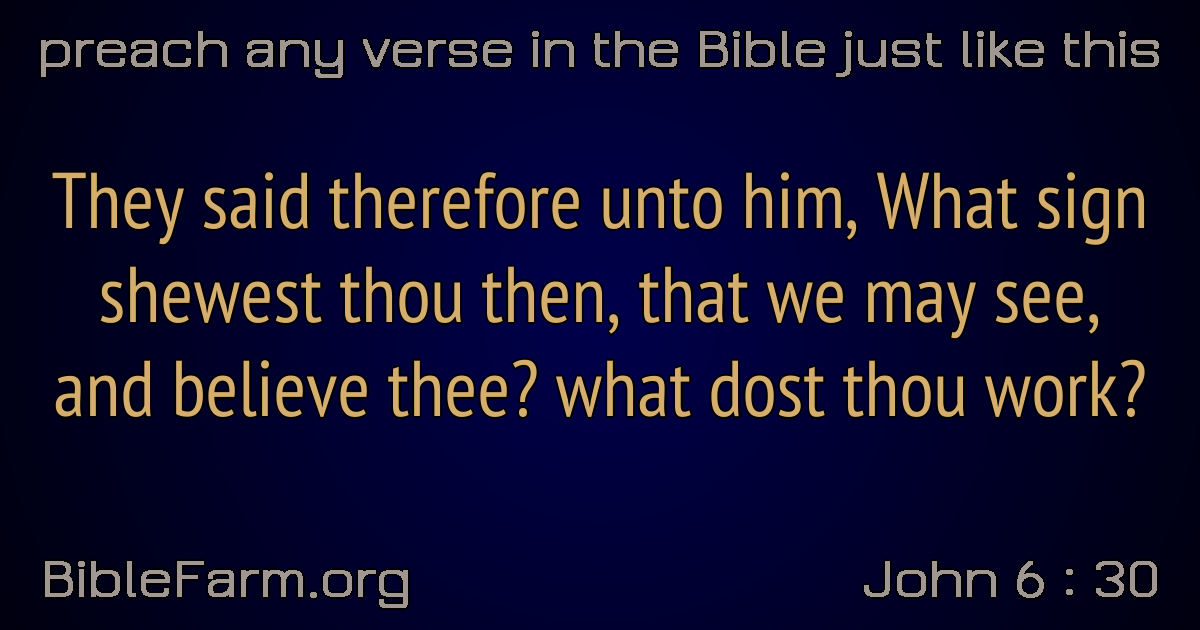 preach any verse in the Bible just like this
They said therefore unto him, What sign
shewest thou then, that we may see,
and believe thee? what dost thou work?
BibleFarm.org
John 6 : 30